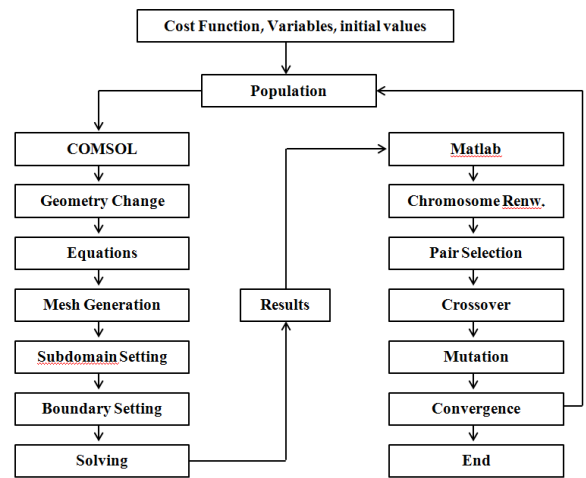 Cost Function, Variables, initial values
Population
COMSOL
Geometry Change
Equations
Mesh Generation
Subdomain Setting
Boundary Setting
Solving
Results
Matlab
Chromosome Renw.
Pair Selection
Crossover
Mutation
Convergence
End